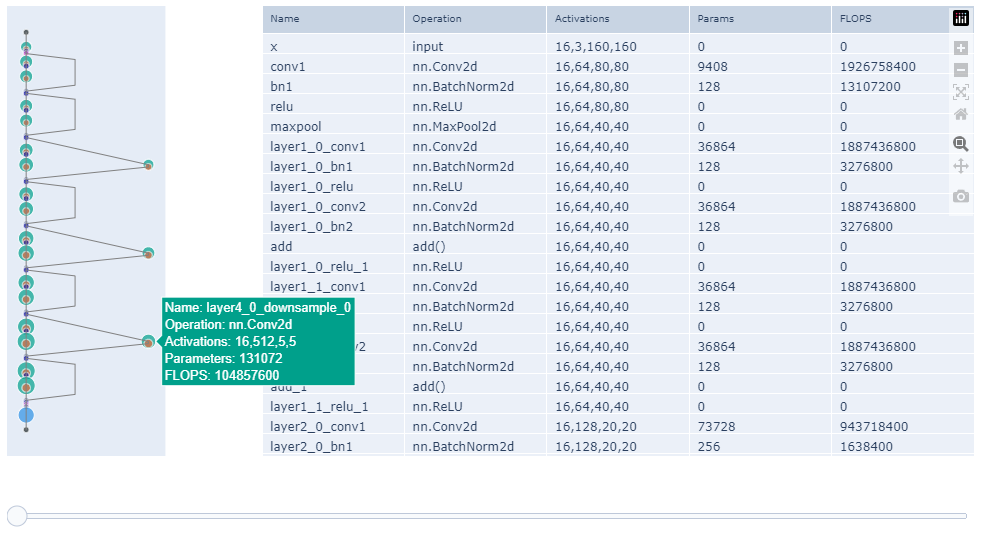 Name Operation Activations Params FLOPS
x input 16,3,160,160 0 0
conv1 nn.Conv2d 16,64,80,80 9408 1926758400
bn1 nn.BatchNorm2d 16,64,80,80 128 13107200
relu nn.ReLU 16,64,80,80 0 0
maxpool nn.MaxPool2d 16,64,40,40 0 0
layer1_0_conv1 nn.Conv2d 16,64,40,40 36864 1887436800
layer1_0_bn1 nn.BatchNorm2d 16,64,40,40 128 3276800
layer1_0_relu nn.ReLU 16,64,40,40 0 0
layer1_0_conv2 nn.Conv2d 16,64,40,40 36864 1887436800
layer1_0_bn2 nn.BatchNorm2d 16,64,40,40 128 3276800
add add() 16,64,40,40 0 0
layer1_0_relu_1 nn.ReLU 16,64,40,40 0 0
layer1_1_conv1 nn.Conv2d 16,64,40,40 36864 1887436800
nn.BatchNorm2d 16,64,40,40 128 3276800
nn.ReLU 16,64,40,40 0 0
v2 nn.Conv2d 16,64,40,40 36864 1887436800
nn.BatchNorm2d 16,64,40,40 128 3276800
add_1 add() 16,64,40,40 0 0
layer1_1_relu_1 nn.ReLU 16,64,40,40 0 0
layer2_0_conv1 nn.Conv2d 16,128,20,20 73728 943718400
layer2_0_bn1 nn.BatchNorm2d 16,128,20,20 256 1638400
Name: layer4_0_downsample_0
Operation: nn.Conv2d
Activations: 16,512,5,5
Parameters: 131072
FLOPS: 104857600